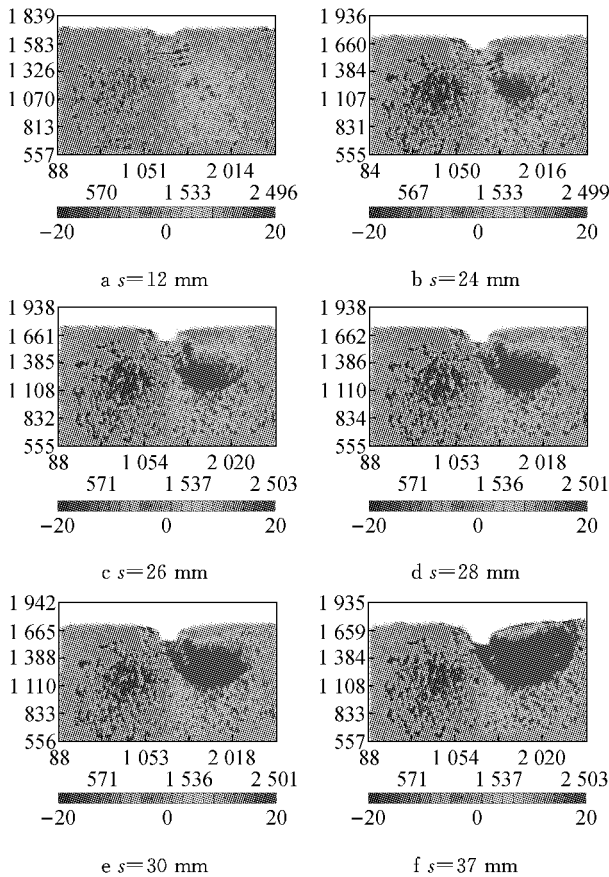 1 839
1 583
1 326
1 070
813
557
88 1 051 2 014
570 1 533 2 496
−20 0 20
a s=12 mm
1 936
1 660
1 384
1 107
831
555
84 1 050 2 016
567 1 533 2 499
−20 0 20
b s=24 mm
1 938
1 661
1 385
1 108
832
555
88 1 054 2 020
571 1 537 2 503
−20 0 20
c s=26 mm
1 938
1 662
1 386
1 110
834
557
88 1 053 2 018
571 1 536 2 501
−20 0 20
d s=28 mm
1 942
1 665
1 388
1 110
833
556
88 1 053 2 018
571 1 536 2 501
−20 0 20
e s=30 mm
1 935
1 659
1 384
1 108
832
557
88 1 054 2 020
571 1 537 2 503
−20 0 20
f s=37 mm